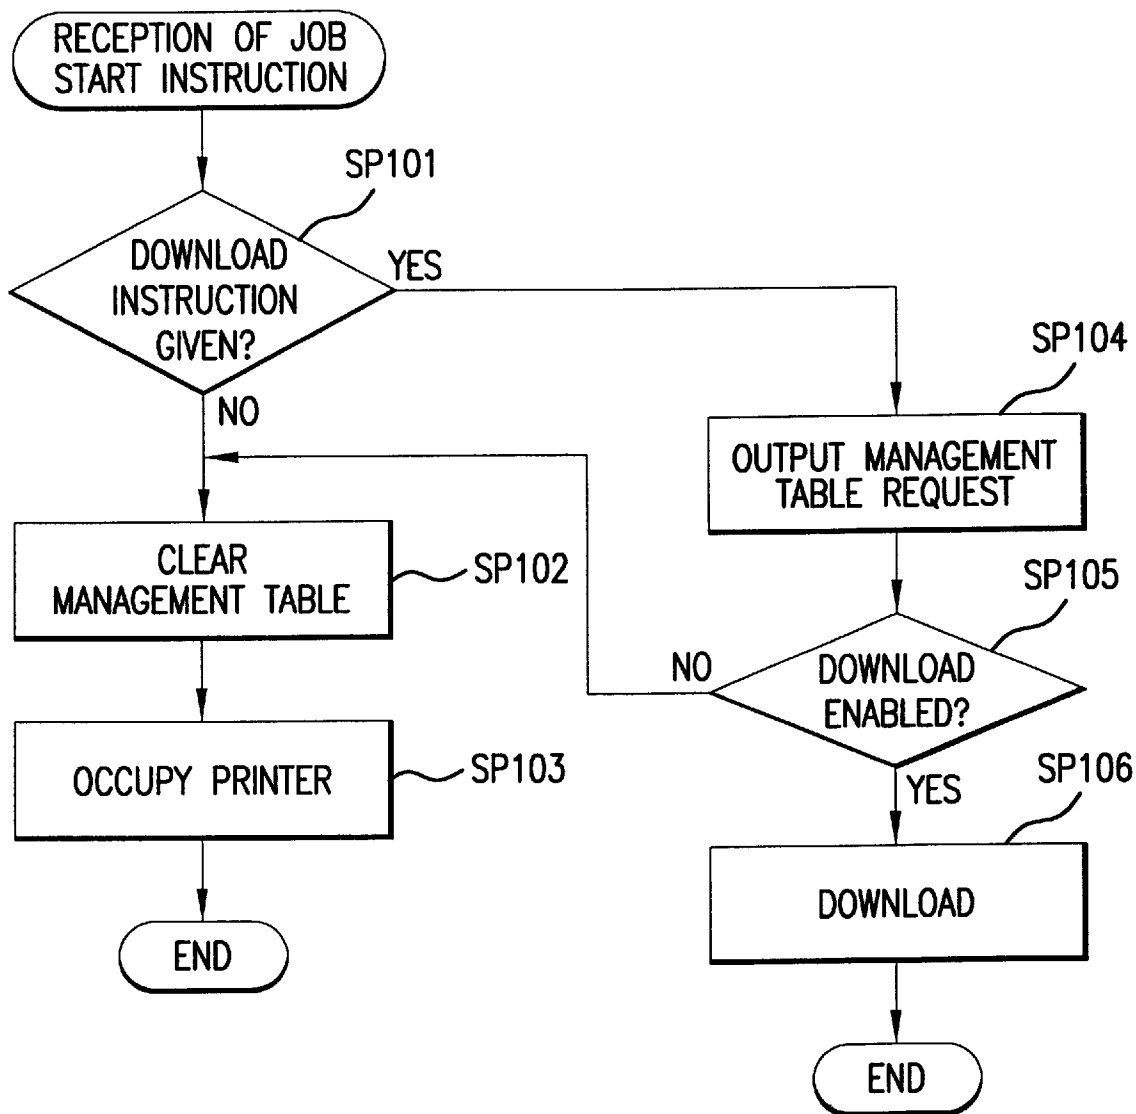 RECEPTION OF JOB
START INSTRUCTION
SP101
DOWNLOAD
INSTRUCTION
GIVEN?
YES
NO
SP104
OUTPUT MANAGEMENT
TABLE REQUEST
CLEAR
MANAGEMENT TABLE
SP102
SP105
DOWNLOAD
ENABLED?
NO
YES
OCCUPY PRINTER
SP103
SP106
DOWNLOAD
END
END